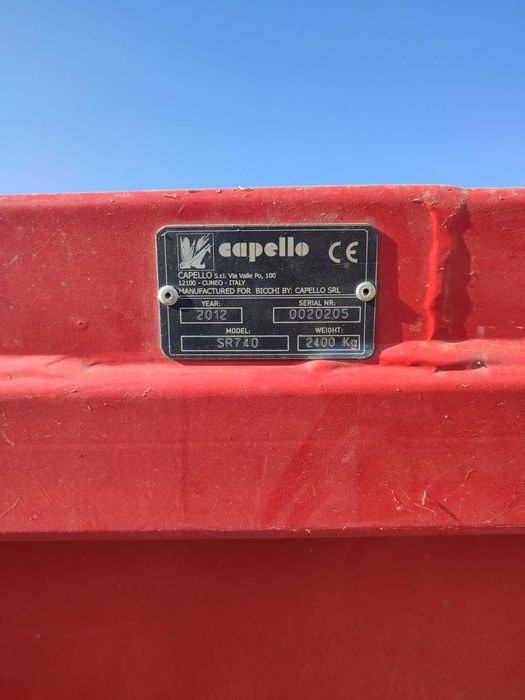 capello CE
CAPELLO S.r.l. Via Valle Po, 100
12100 - CUNEO - ITALY
MANUFACTURED FOR BICCHI BY: CAPELLO SRL
YEAR: SERIAL NR:
2012 0020205
MODEL: WEIGHT:
SR740 2400 Kg